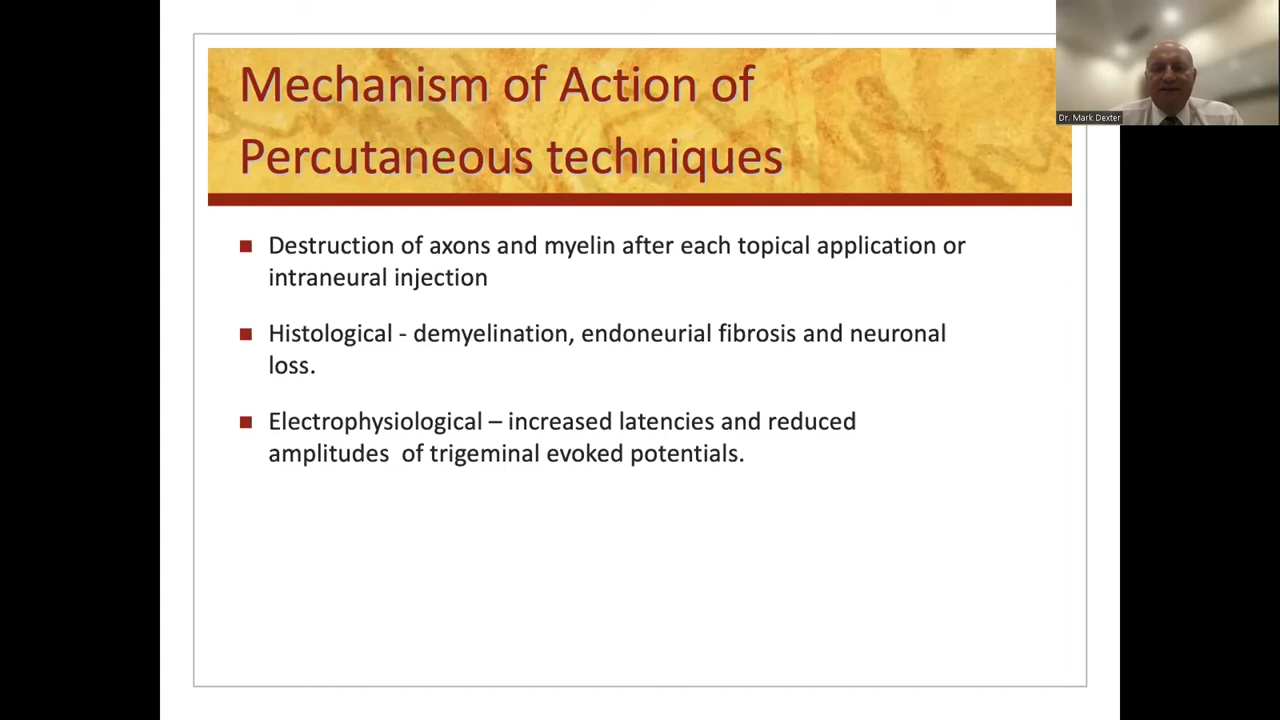 Mechanism of Action of
Percutaneous techniques
Dr. Mark Dexter
■ Destruction of axons and myelin after each topical application or
intraneural injection
■ Histological - demyelination, endoneurial fibrosis and neuronal
loss.
■ Electrophysiological – increased latencies and reduced
amplitudes  of trigeminal evoked potentials.